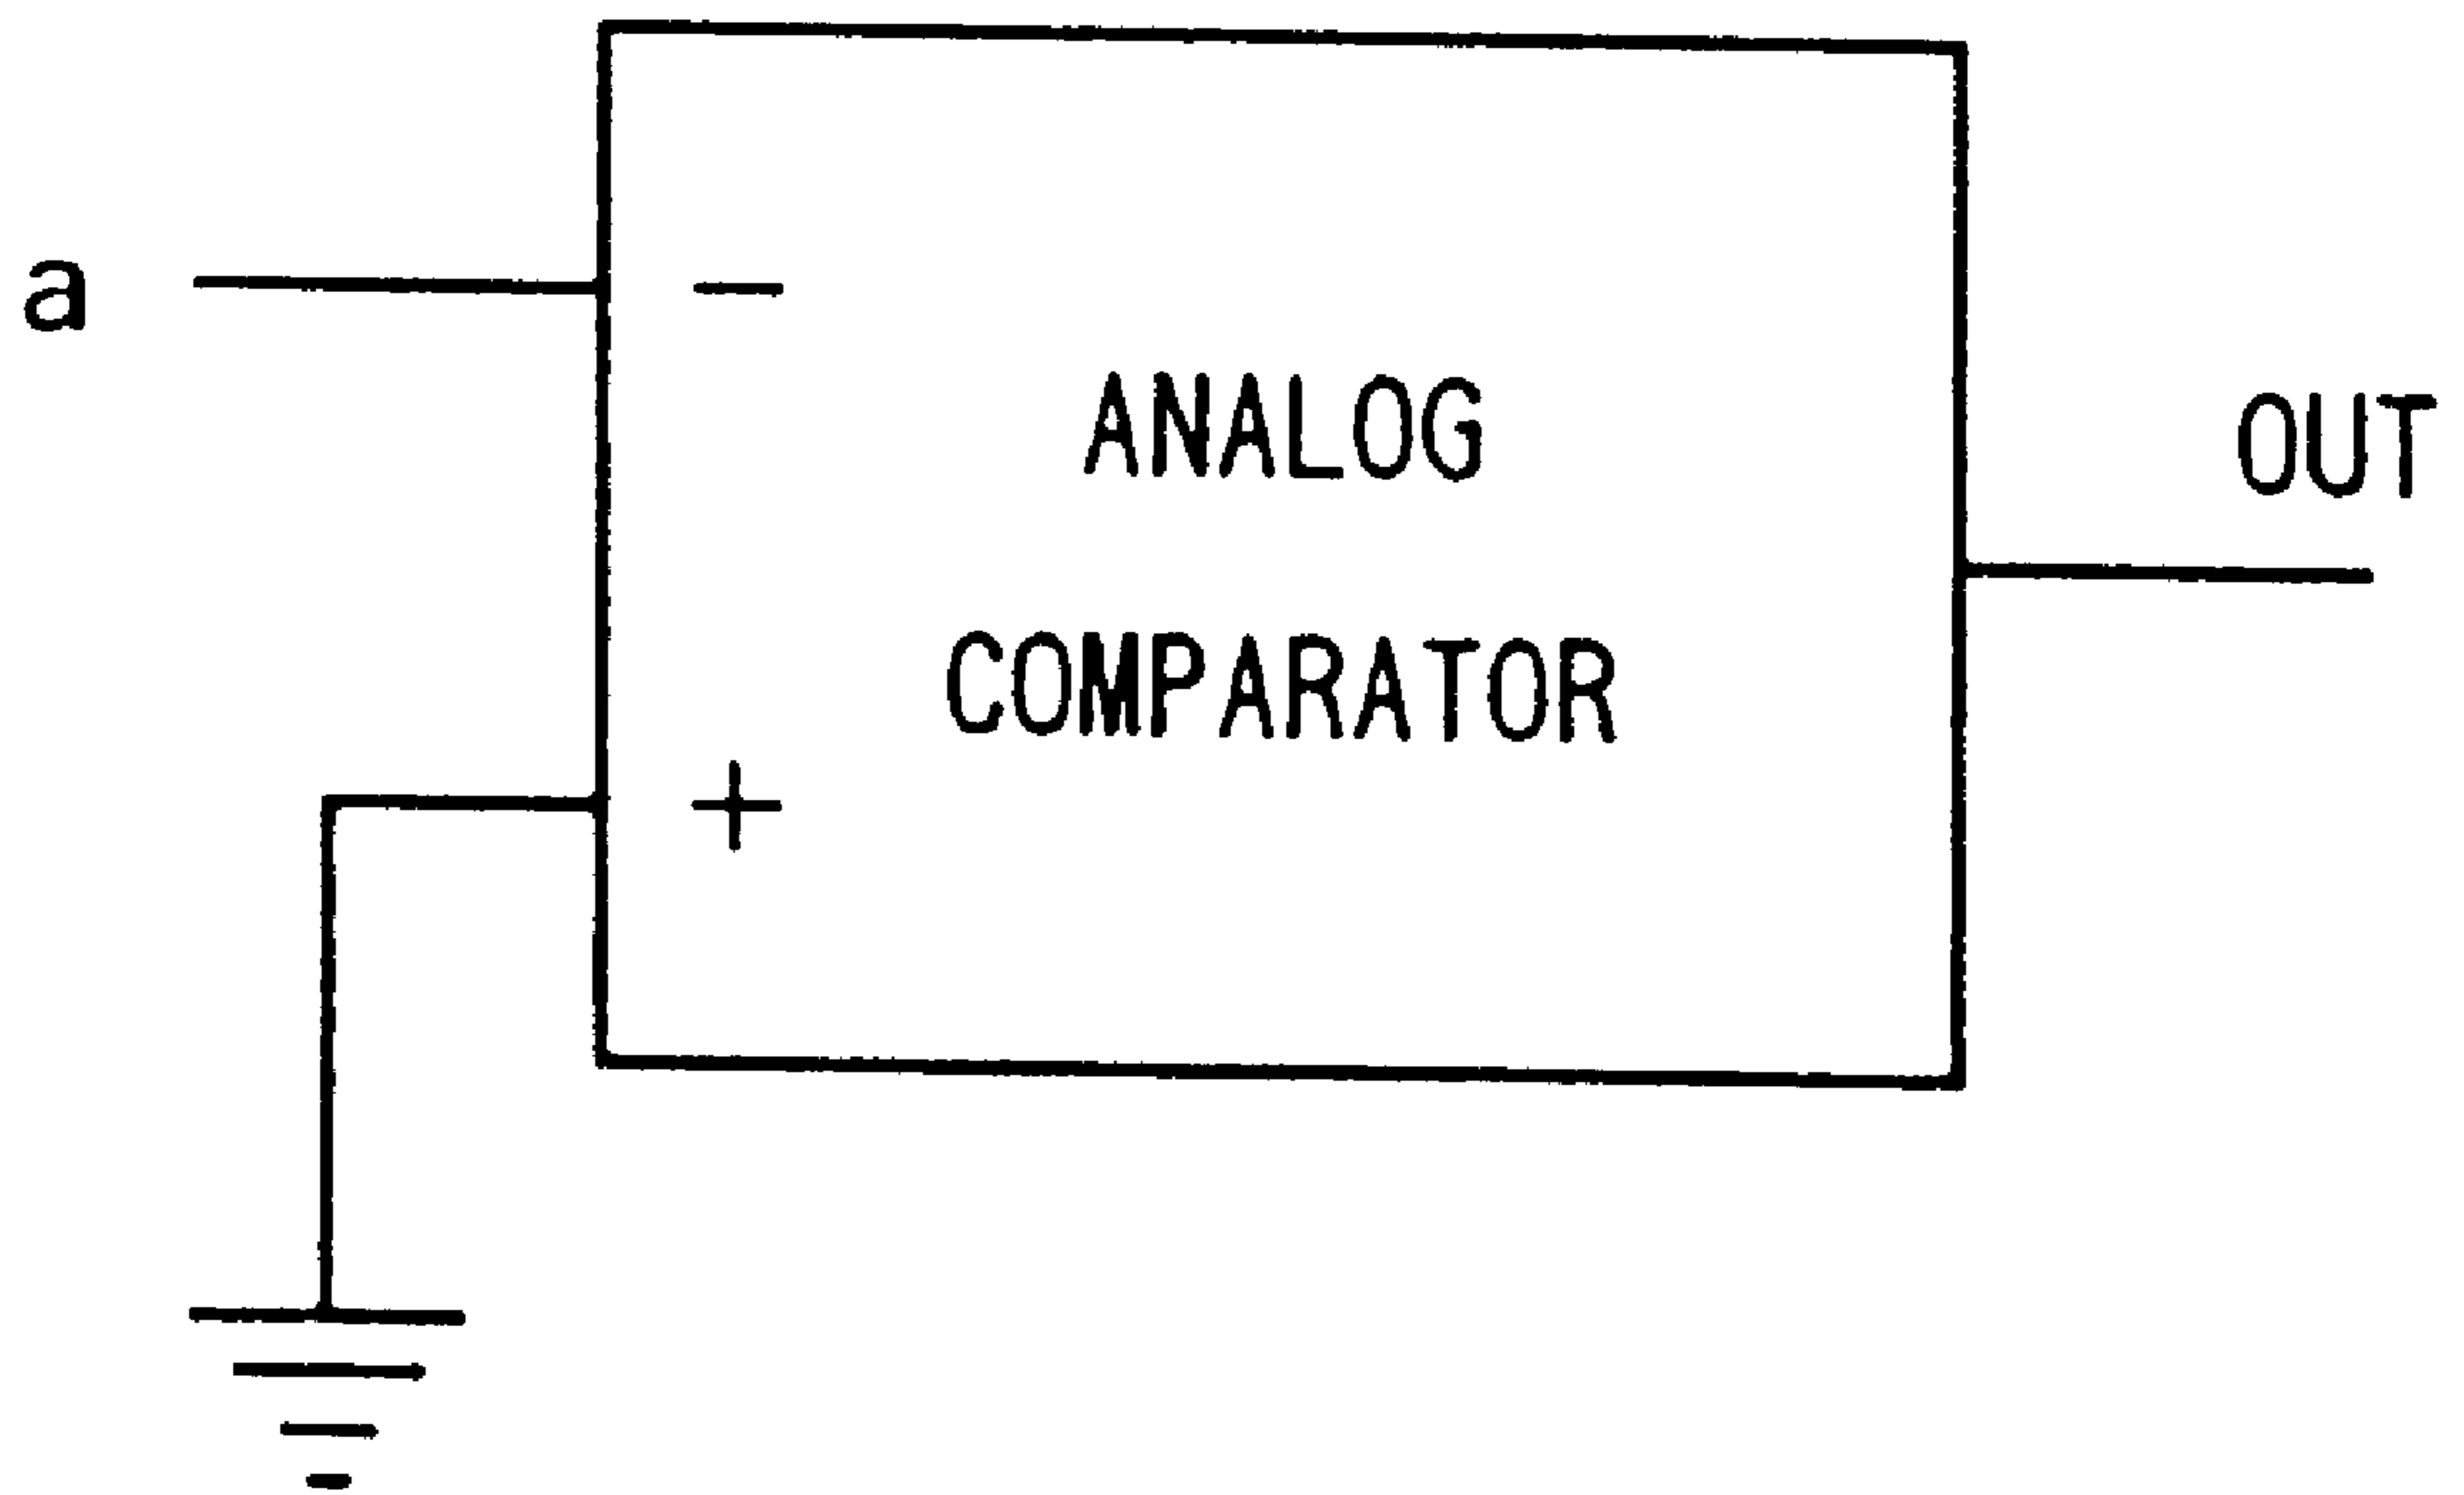 a
−
ANALOG
OUT
COMPARATOR
+